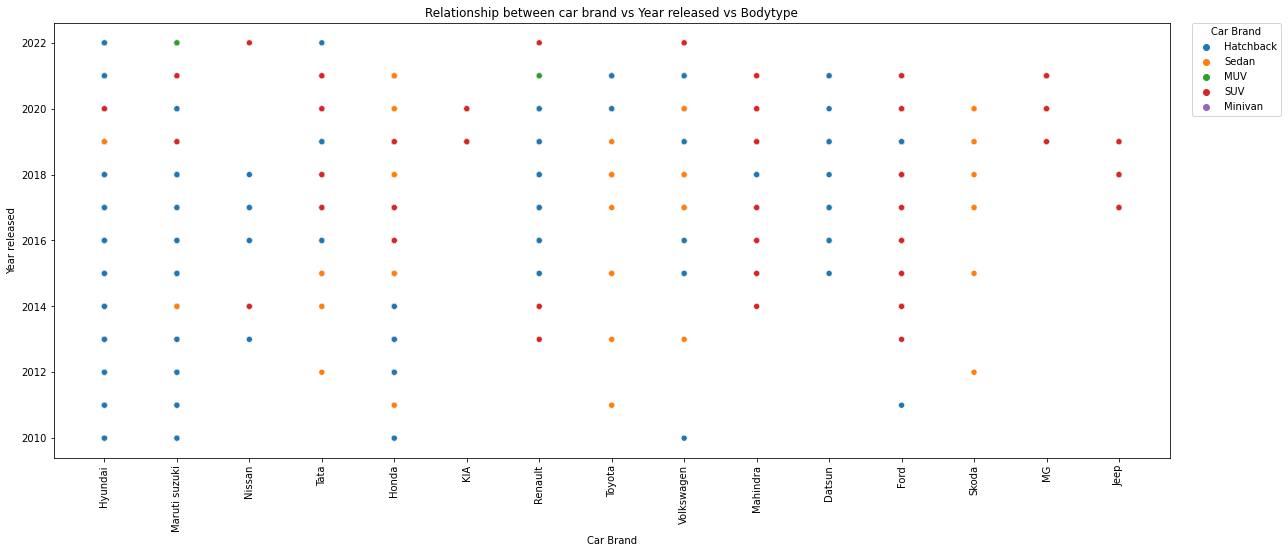 Relationship between car brand vs Year released vs Bodytype
Car Brand
Hatchback
Sedan
MUV
SUV
Minivan
Year released
2022
2020
2018
2016
2014
2012
2010
Hyundai
Maruti suzuki
Nissan
Tata
Honda
KIA
Renault
Toyota
Volkswagen
Mahindra
Datsun
Ford
Skoda
MG
Jeep
Car Brand